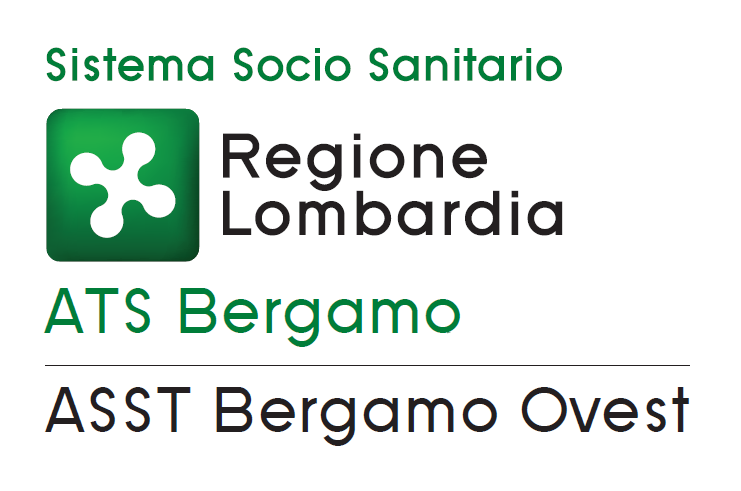 Sistema Socio Sanitario
Regione
Lombardia
ATS Bergamo
ASST Bergamo Ovest